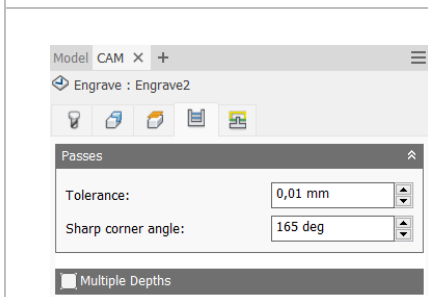 Model CAM × +
Engrave : Engrave2
Passes
Tolerance: 0,01 mm
Sharp corner angle: 165 deg
Multiple Depths